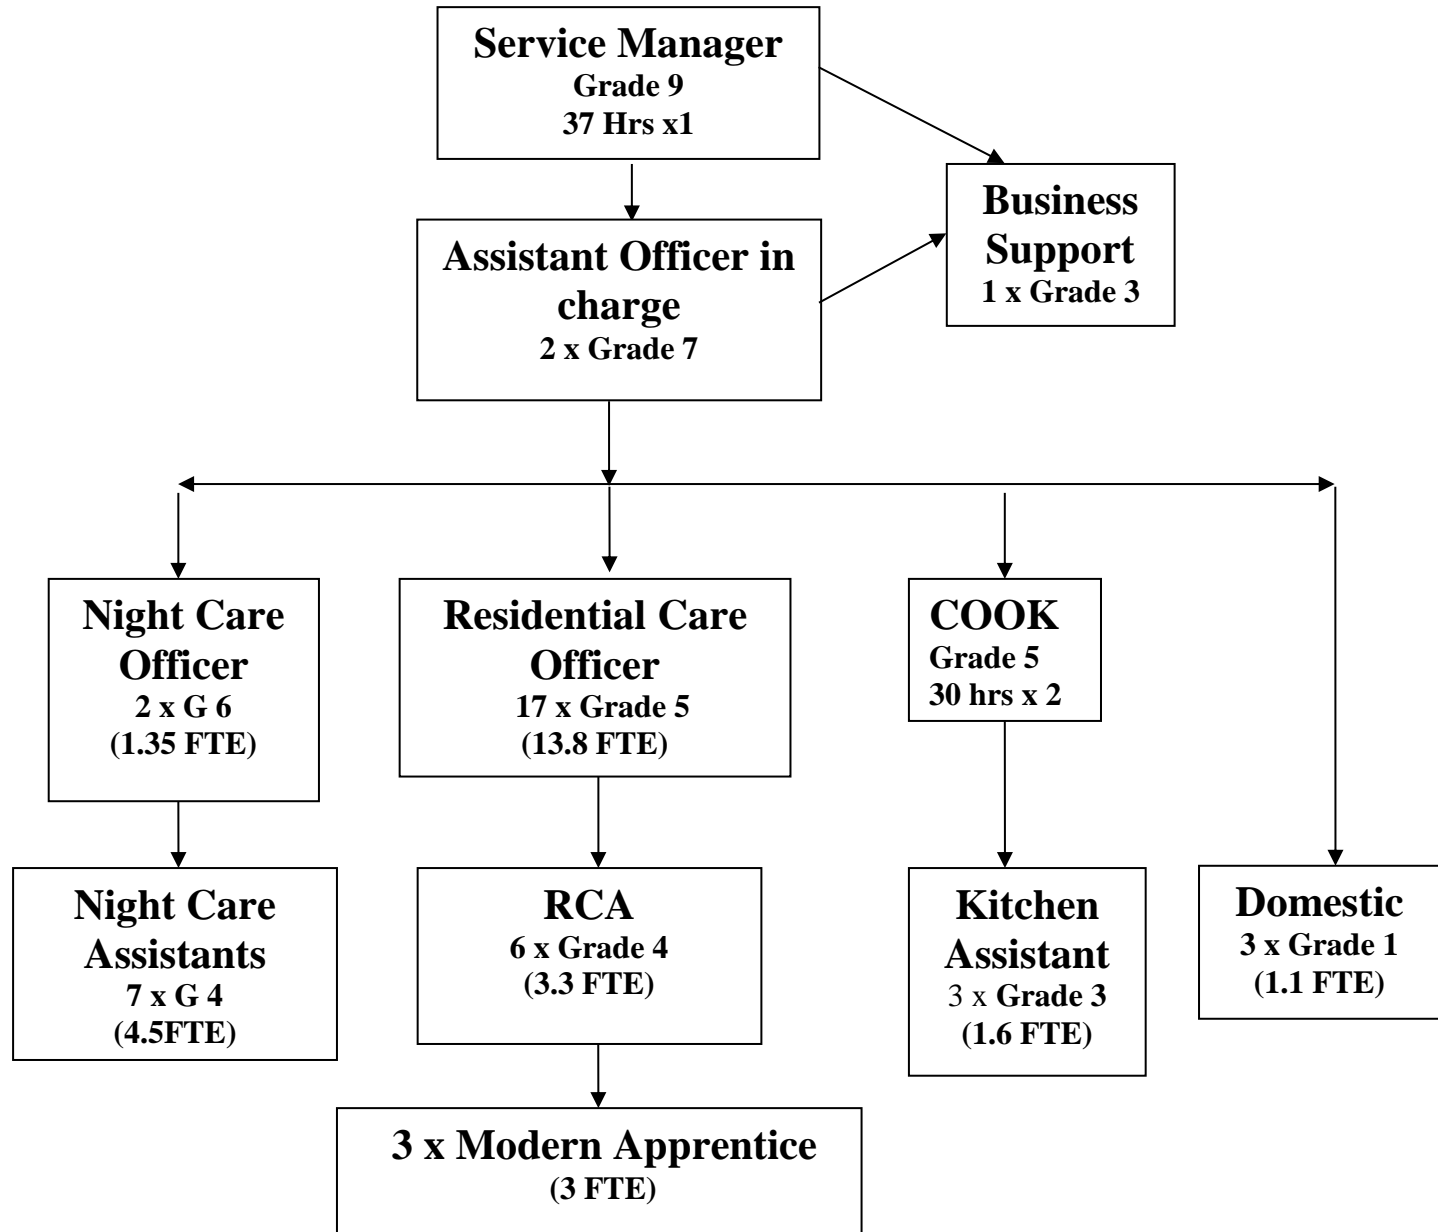 Service Manager
Grade 9
37 Hrs x1
Business
Support
1 x Grade 3
Assistant Officer in
charge
2 x Grade 7
Night Care
Officer
2 x G 6
(1.35 FTE)
Residential Care
Officer
17 x Grade 5
(13.8 FTE)
COOK
Grade 5
30 hrs x 2
Night Care
Assistants
7 x G 4
(4.5FTE)
RCA
6 x Grade 4
(3.3 FTE)
Kitchen
Assistant
3 x Grade 3
(1.6 FTE)
Domestic
3 x Grade 1
(1.1 FTE)
3 x Modern Apprentice
(3 FTE)